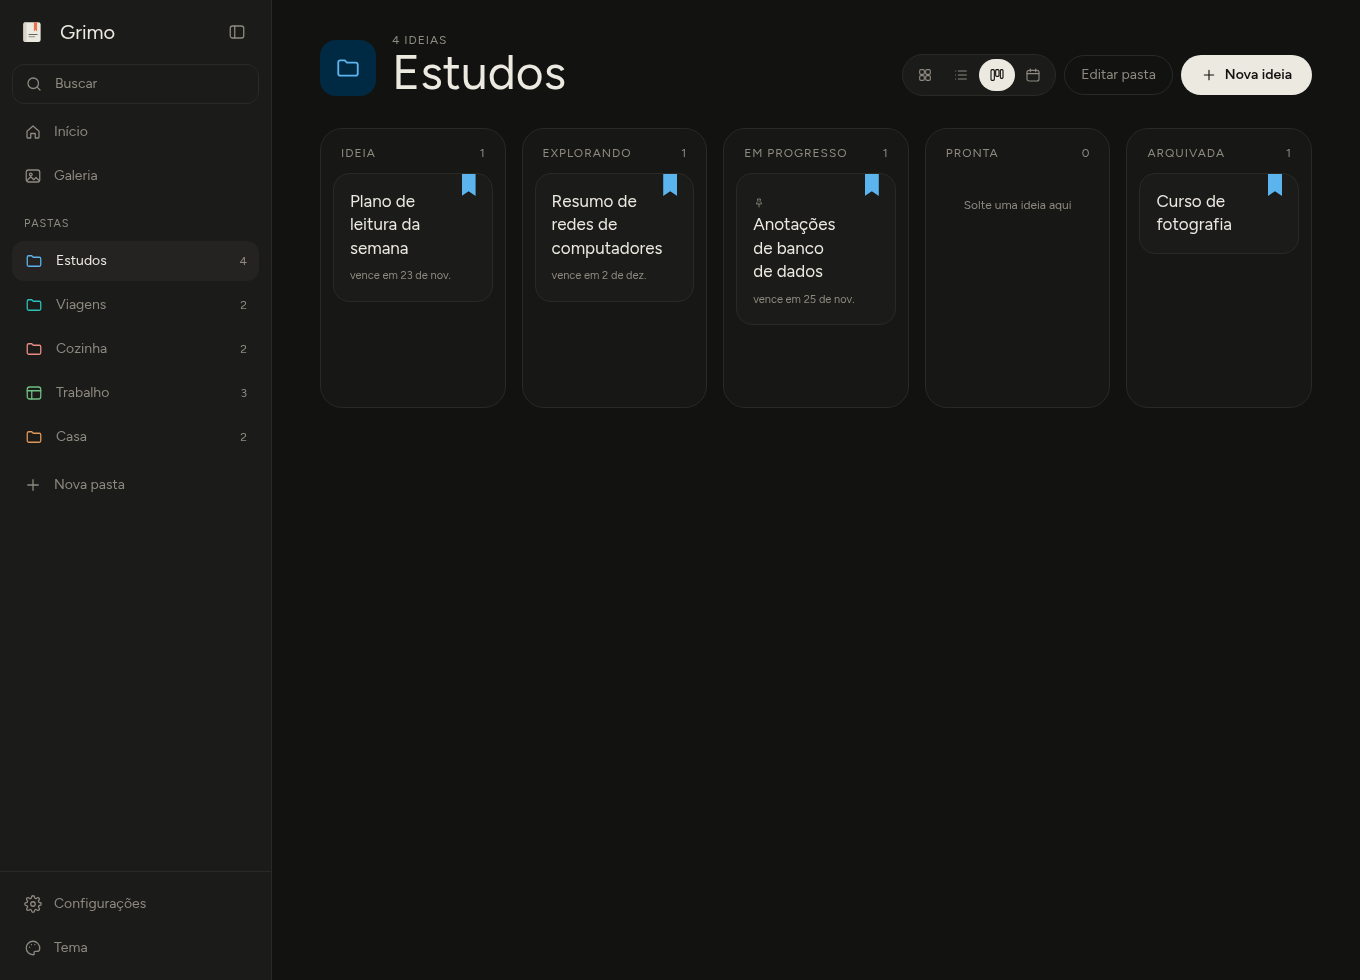 Grimo
Buscar
Início
Galeria
PASTAS
Estudos 4
Viagens 2
Cozinha 2
Trabalho 3
Casa 2
Nova pasta
Configurações
Tema
4 IDEIAS
Estudos
Editar pasta
Nova ideia
IDEIA 1
Plano de
leitura da
semana
vence em 23 de nov.
EXPLORANDO 1
Resumo de
redes de
computadores
vence em 2 de dez.
EM PROGRESSO 1
Anotações
de banco
de dados
vence em 25 de nov.
PRONTA 0
Solte uma ideia aqui
ARQUIVADA 1
Curso de
fotografia